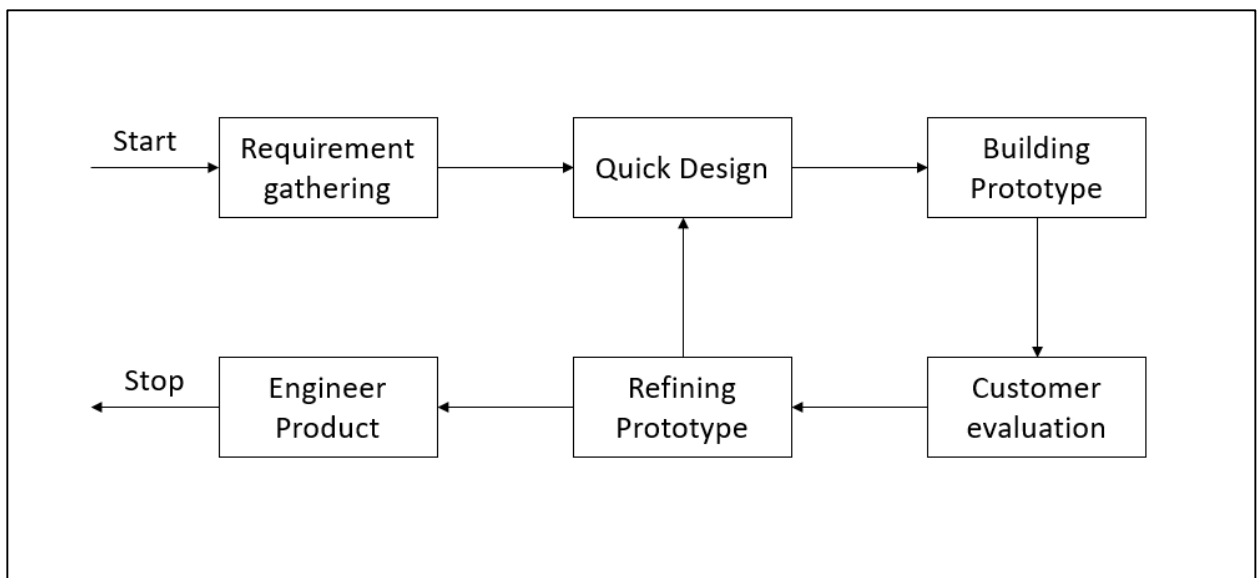 Start
Requirement
gathering
Quick Design
Building
Prototype
Stop
Engineer
Product
Refining
Prototype
Customer
evaluation